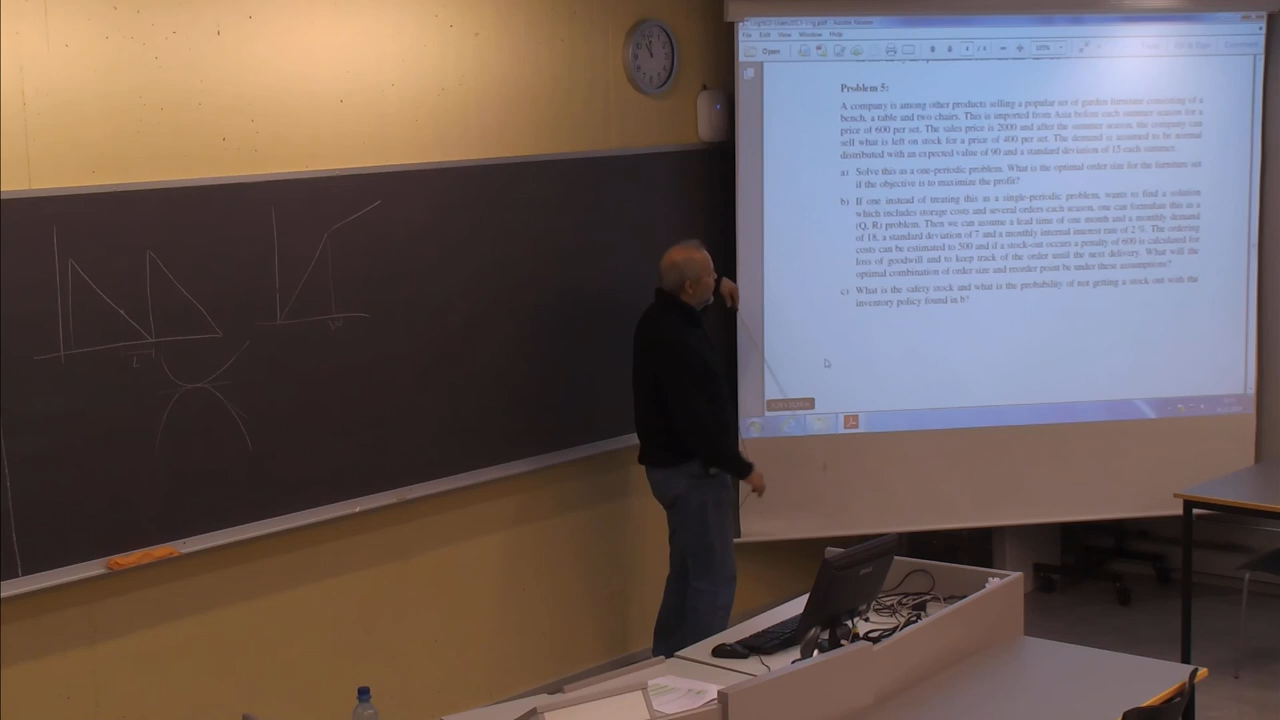 File Edit View Window Help
Open
Problem 5:
A company is among other products selling a popular set of garden furniture consisting of a
bench, a table and two chairs. This is imported from Asia before each summer season for a
price of 600 per set. The sales price is 2000 and after the summer season, the company can
sell what is left on stock for a price of 400 per set. The demand is assumed to be normal
distributed with an expected value of 90 and a standard deviation of 15 each summer.
a) Solve this as a one-periodic problem. What is the optimal order size for the furniture set
if the objective is to maximize the profit?
b) If one instead of treating this as a single-periodic problem, wants to find a solution
which includes storage costs and several orders each season, one can formulate this as a
(Q, R) problem. Then we can assume a lead time of one month and a monthly demand
of 18, a standard deviation of 7 and a monthly internal interest rate of 2 %. The ordering
costs can be estimated to 500 and if a stock-out occurs a penalty of 600 is calculated for
loss of goodwill and to keep track of the order until the next delivery. What will the
optimal combination of order size and reorder point be under these assumptions?
c) What is the safety stock and what is the probability of not getting a stock out with the
inventory policy found in b?
L